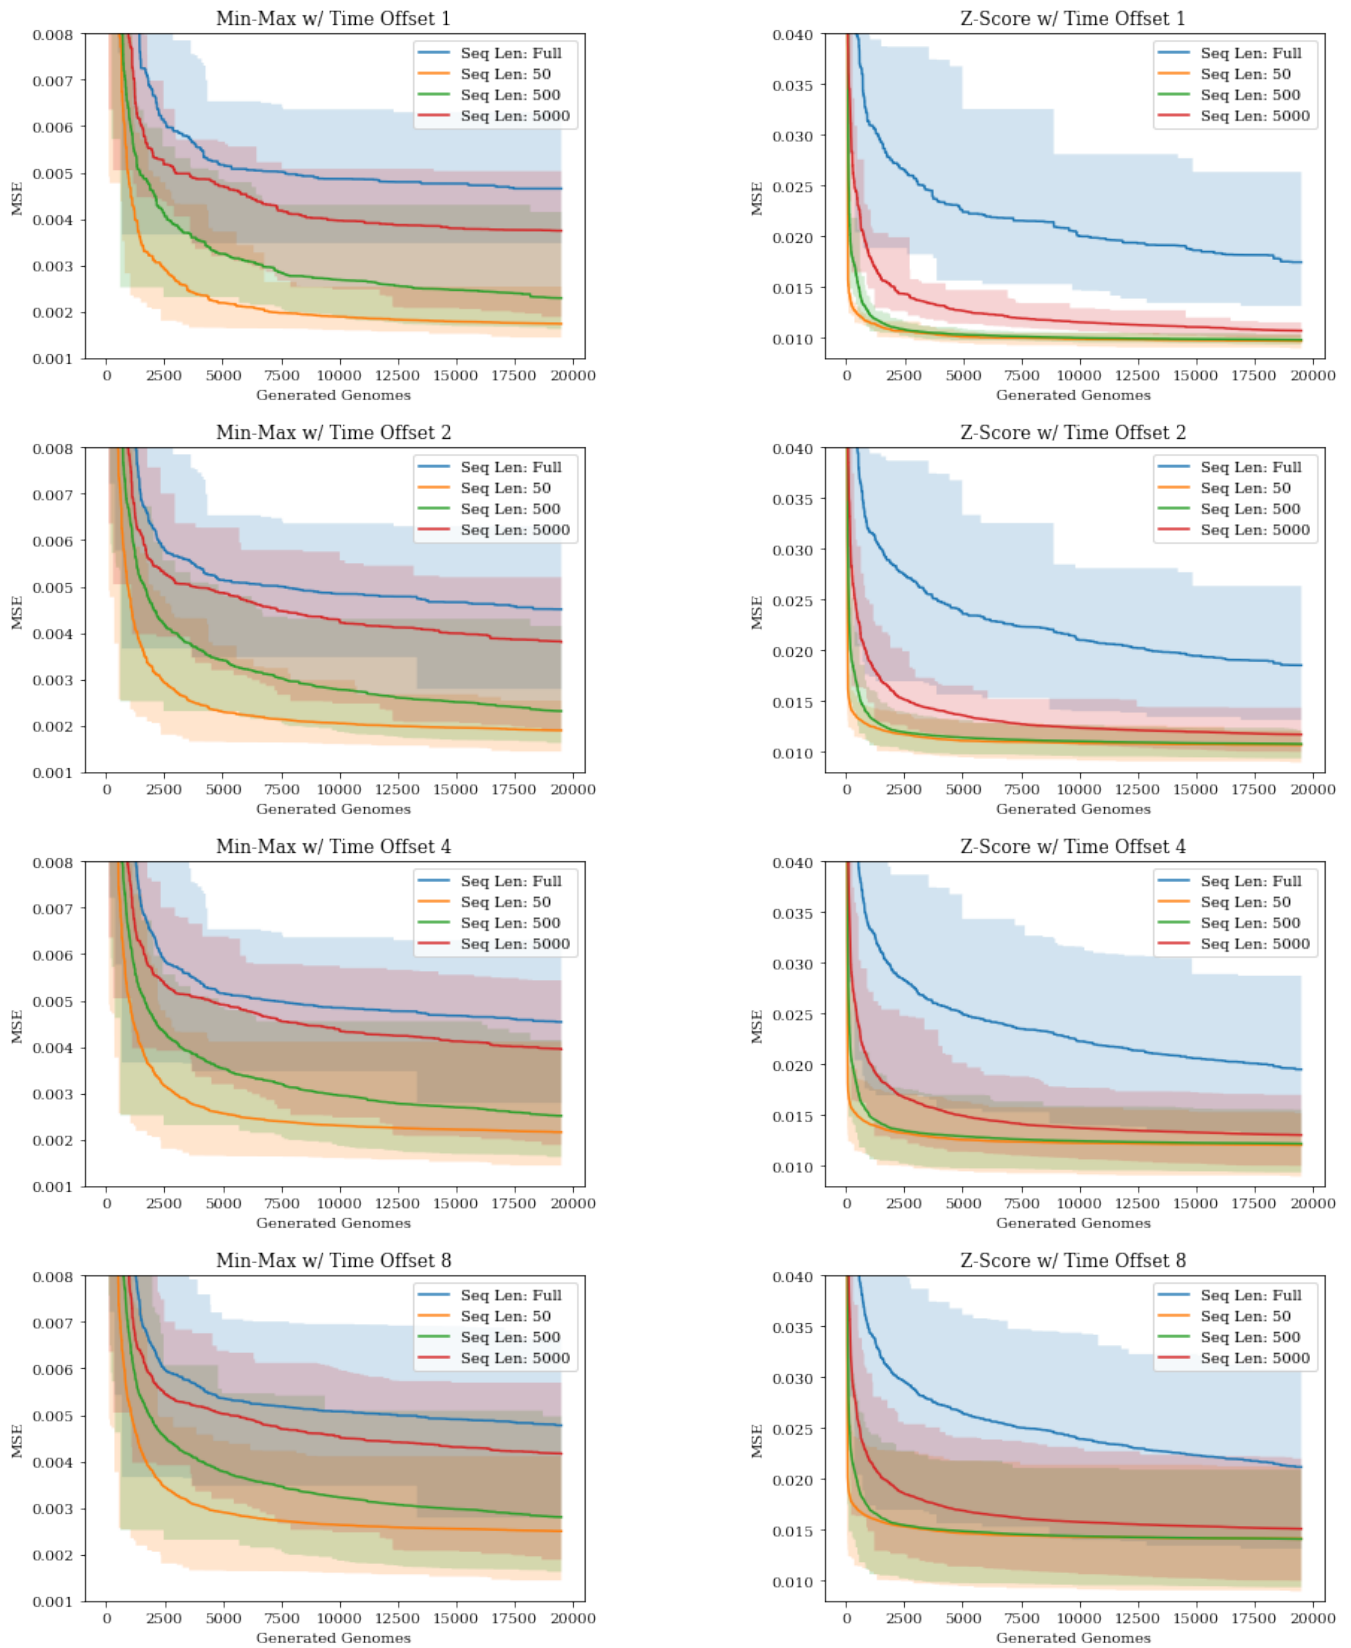 Min-Max w/ Time Offset 1
0.008
0.007
0.006
0.005
0.004
0.003
0.002
0.001
MSE
Seq Len: Full
Seq Len: 50
Seq Len: 500
Seq Len: 5000
0 2500 5000 7500 10000 12500 15000 17500 20000
Generated Genomes
Z-Score w/ Time Offset 1
0.040
0.035
0.030
0.025
0.020
0.015
0.010
MSE
Seq Len: Full
Seq Len: 50
Seq Len: 500
Seq Len: 5000
0 2500 5000 7500 10000 12500 15000 17500 20000
Generated Genomes
Min-Max w/ Time Offset 2
0.008
0.007
0.006
0.005
0.004
0.003
0.002
0.001
MSE
Seq Len: Full
Seq Len: 50
Seq Len: 500
Seq Len: 5000
0 2500 5000 7500 10000 12500 15000 17500 20000
Generated Genomes
Z-Score w/ Time Offset 2
0.040
0.035
0.030
0.025
0.020
0.015
0.010
MSE
Seq Len: Full
Seq Len: 50
Seq Len: 500
Seq Len: 5000
0 2500 5000 7500 10000 12500 15000 17500 20000
Generated Genomes
Min-Max w/ Time Offset 4
0.008
0.007
0.006
0.005
0.004
0.003
0.002
0.001
MSE
Seq Len: Full
Seq Len: 50
Seq Len: 500
Seq Len: 5000
0 2500 5000 7500 10000 12500 15000 17500 20000
Generated Genomes
Z-Score w/ Time Offset 4
0.040
0.035
0.030
0.025
0.020
0.015
0.010
MSE
Seq Len: Full
Seq Len: 50
Seq Len: 500
Seq Len: 5000
0 2500 5000 7500 10000 12500 15000 17500 20000
Generated Genomes
Min-Max w/ Time Offset 8
0.008
0.007
0.006
0.005
0.004
0.003
0.002
0.001
MSE
Seq Len: Full
Seq Len: 50
Seq Len: 500
Seq Len: 5000
0 2500 5000 7500 10000 12500 15000 17500 20000
Generated Genomes
Z-Score w/ Time Offset 8
0.040
0.035
0.030
0.025
0.020
0.015
0.010
MSE
Seq Len: Full
Seq Len: 50
Seq Len: 500
Seq Len: 5000
0 2500 5000 7500 10000 12500 15000 17500 20000
Generated Genomes